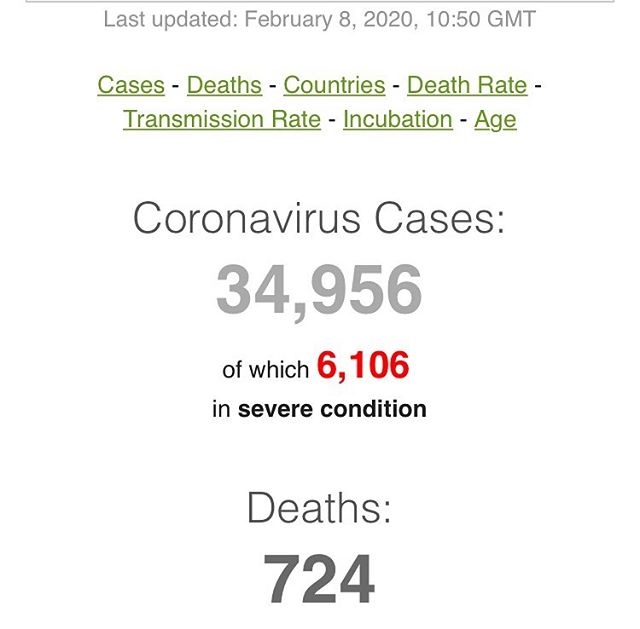 Last updated: February 8, 2020, 10:50 GMT
Cases - Deaths - Countries - Death Rate -
Transmission Rate - Incubation - Age
Coronavirus Cases:
34,956
of which 6,106
in severe condition
Deaths:
724